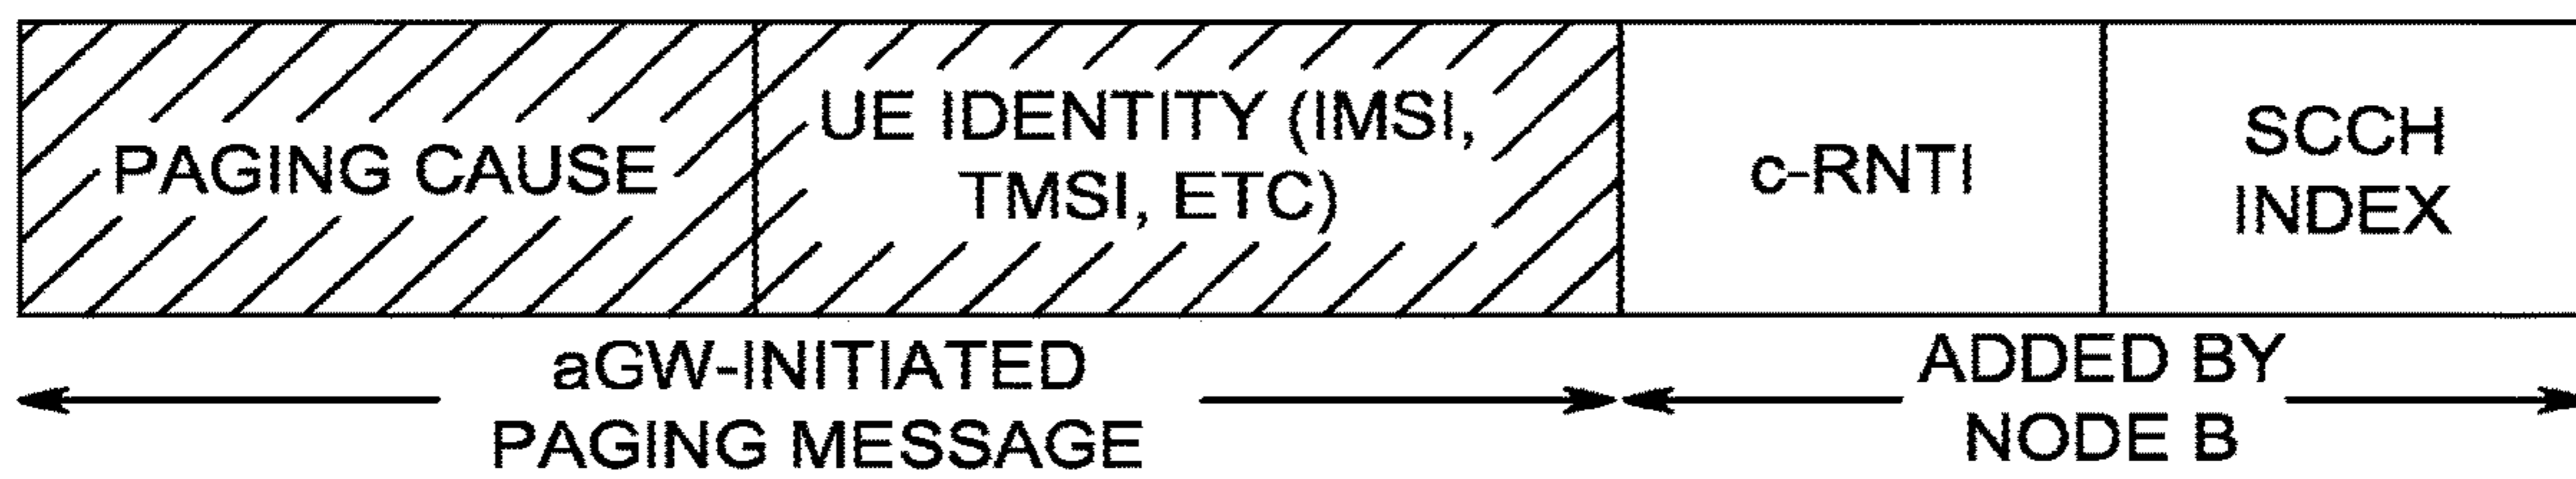 PAGING CAUSE
UE IDENTITY (IMSI,
TMSI, ETC)
c-RNTI
SCCH
INDEX
aGW-INITIATED
PAGING MESSAGE
ADDED BY
NODE B